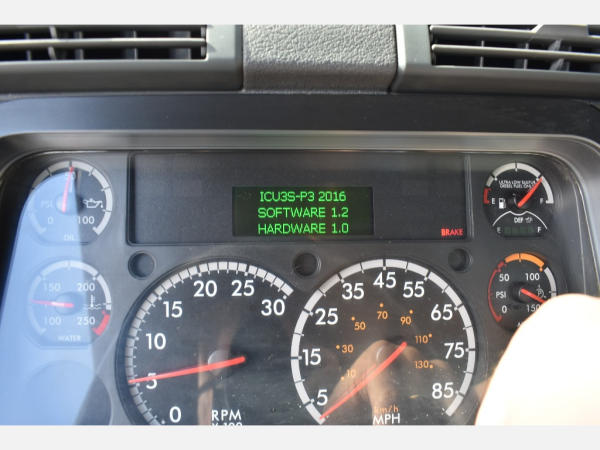 ICU3S-P3 2016
SOFTWARE 1.2
HARDWARE 1.0
BRAKE
PSI
0 100
OIL
150
100 250
WATER
0 5 10 15 20 25 30
RPM
X 100
5 15 25 35 45 55 65 75 85
10 30 50 70 90 110 130
km/h
MPH
ULTRA LOW SULFUR
DIESEL FUEL ONLY
E F
DEF
E F
50 100
PSI
0 150